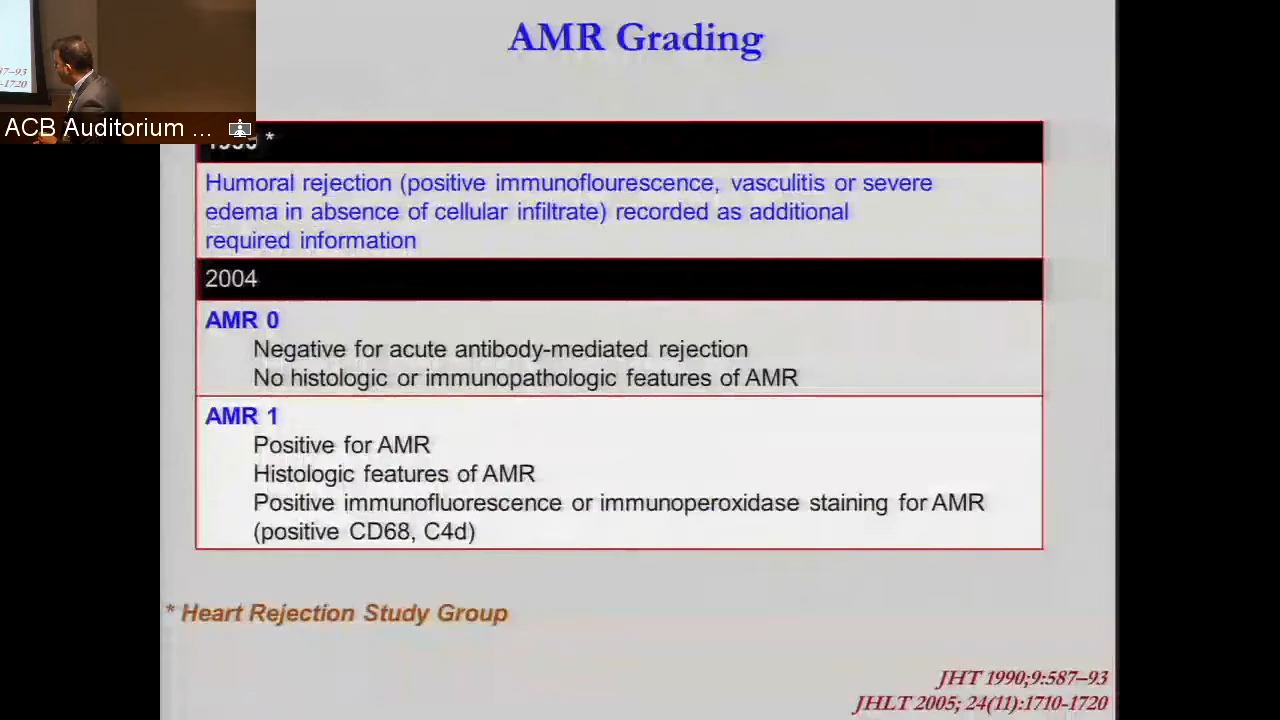 AMR Grading
87–93
-1720
ACB Auditorium ...
*
Humoral rejection (positive immunoflourescence, vasculitis or severe
edema in absence of cellular infiltrate) recorded as additional
required information
2004
AMR 0
Negative for acute antibody-mediated rejection
No histologic or immunopathologic features of AMR
AMR 1
Positive for AMR
Histologic features of AMR
Positive immunofluorescence or immunoperoxidase staining for AMR
(positive CD68, C4d)
* Heart Rejection Study Group
JHT 1990;9:587–93
JHLT 2005; 24(11):1710-1720